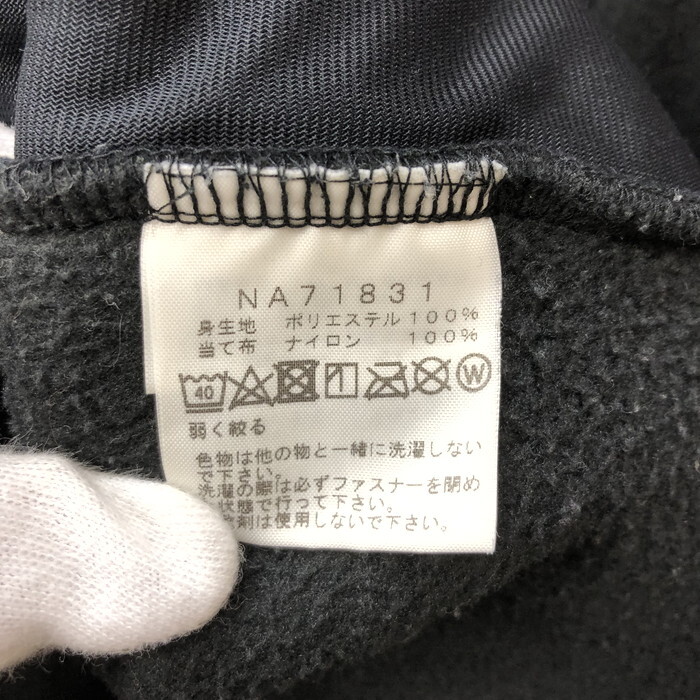 NA71831
身生地 ポリエステル100%
当て布 ナイロン 100%
40 W
弱く絞る
色物は他の物と一緒に洗濯しない
で下さい。
洗濯の際は必ずファスナーを閉め
状態で行って下さい。
剤は使用しないで下さい。